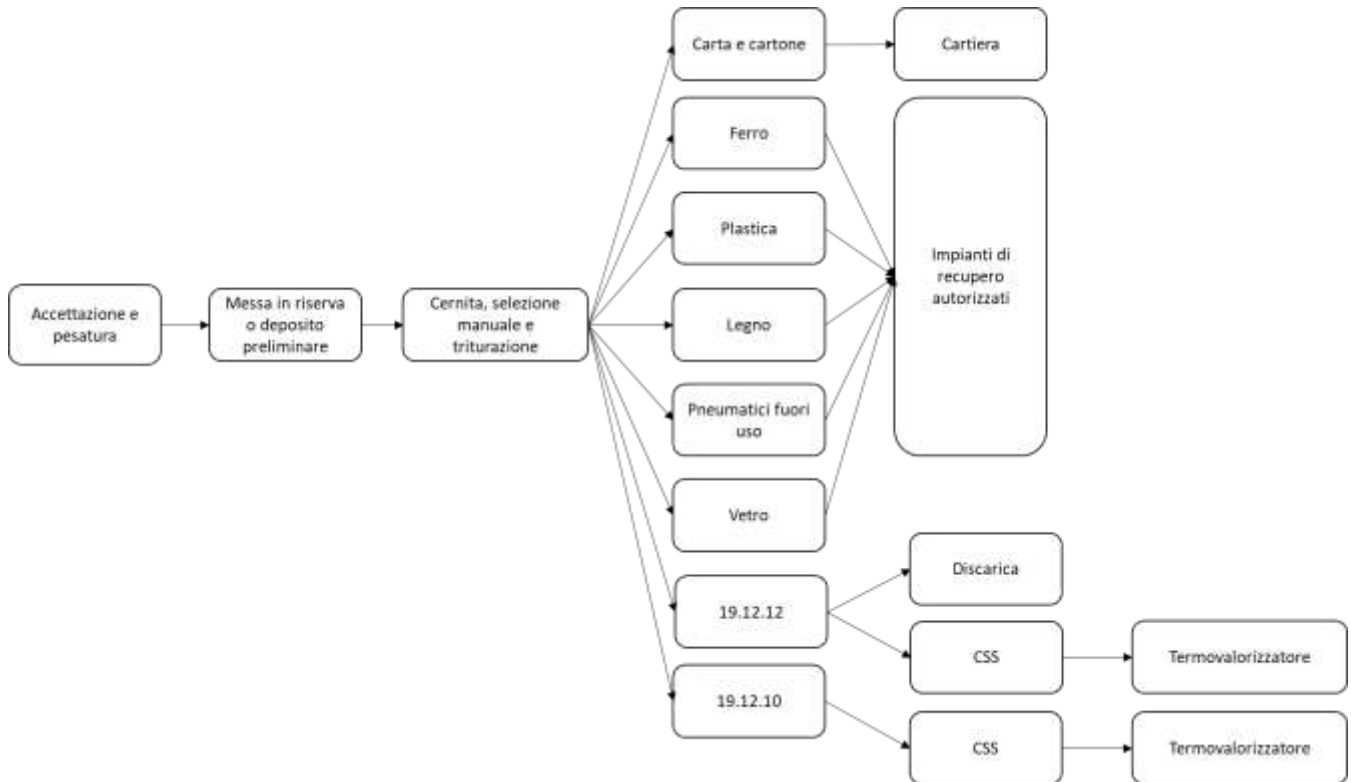 Carta e cartone
Cartiera
Ferro
Plastica
Impianti di
recupero
autorizzati
Accettazione e
pesatura
Messa in riserva
o deposito
preliminare
Cernita, selezione
manuale e
triturazione
Legno
Pneumatici fuori
uso
Vetro
Discarica
19.12.12
CSS
Termovalorizzatore
19.12.10
CSS
Termovalorizzatore